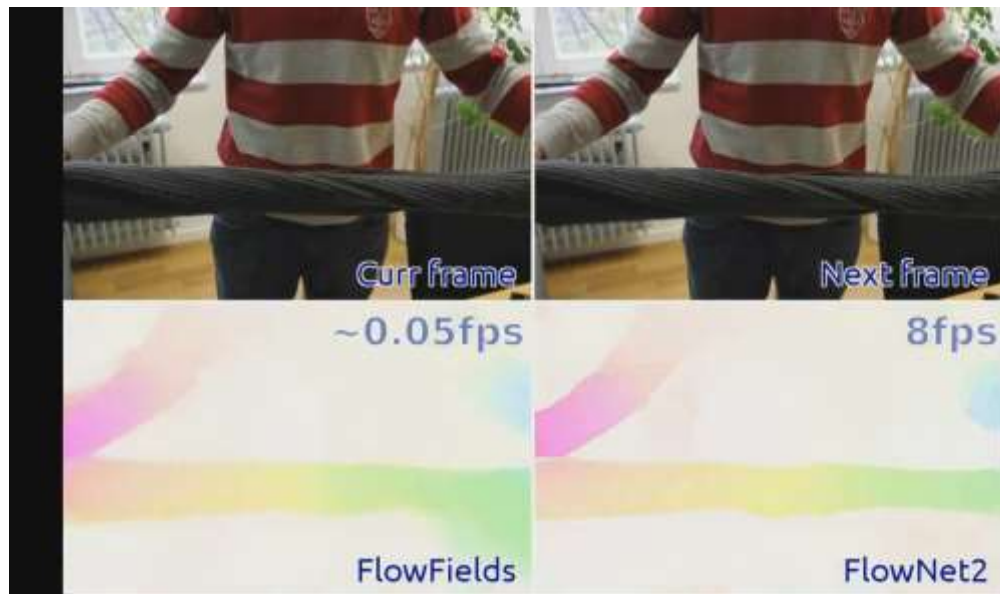 Curr frame
Next frame
~0.05fps
8fps
FlowFields
FlowNet2